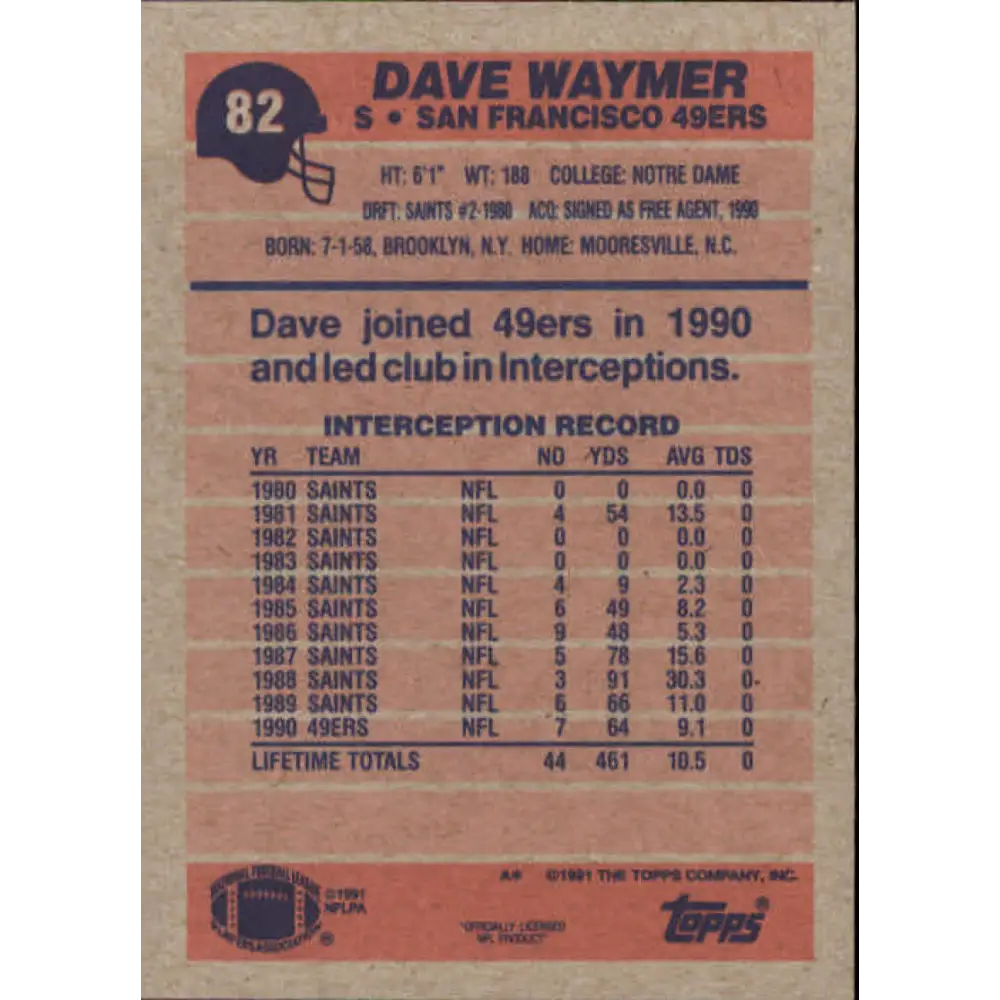 82
DAVE WAYMER
S • SAN FRANCISCO 49ERS
HT: 6'1" WT: 188 COLLEGE: NOTRE DAME
DRFT: SAINTS #2-1980 ACQ: SIGNED AS FREE AGENT, 1990
BORN: 7-1-58, BROOKLYN, N.Y. HOME: MOORESVILLE, N.C.
Dave joined 49ers in 1990
and led club in Interceptions.
INTERCEPTION RECORD
YR TEAM NO YDS AVG TDS
1980 SAINTS NFL 0 0 0.0 0
1981 SAINTS NFL 4 54 13.5 0
1982 SAINTS NFL 0 0 0.0 0
1983 SAINTS NFL 0 0 0.0 0
1984 SAINTS NFL 4 9 2.3 0
1985 SAINTS NFL 6 49 8.2 0
1986 SAINTS NFL 9 48 5.3 0
1987 SAINTS NFL 5 78 15.6 0
1988 SAINTS NFL 3 91 30.3 0
1989 SAINTS NFL 6 66 11.0 0
1990 49ERS NFL 7 64 9.1 0
LIFETIME TOTALS 44 461 10.5 0
A* ©1991 THE TOPPS COMPANY, INC.
NATIONAL FOOTBALL LEAGUE
PLAYERS ASSOCIATION ®
©1991
NFLPA
"OFFICIALLY LICENSED
NFL PRODUCT"
TOPPS®